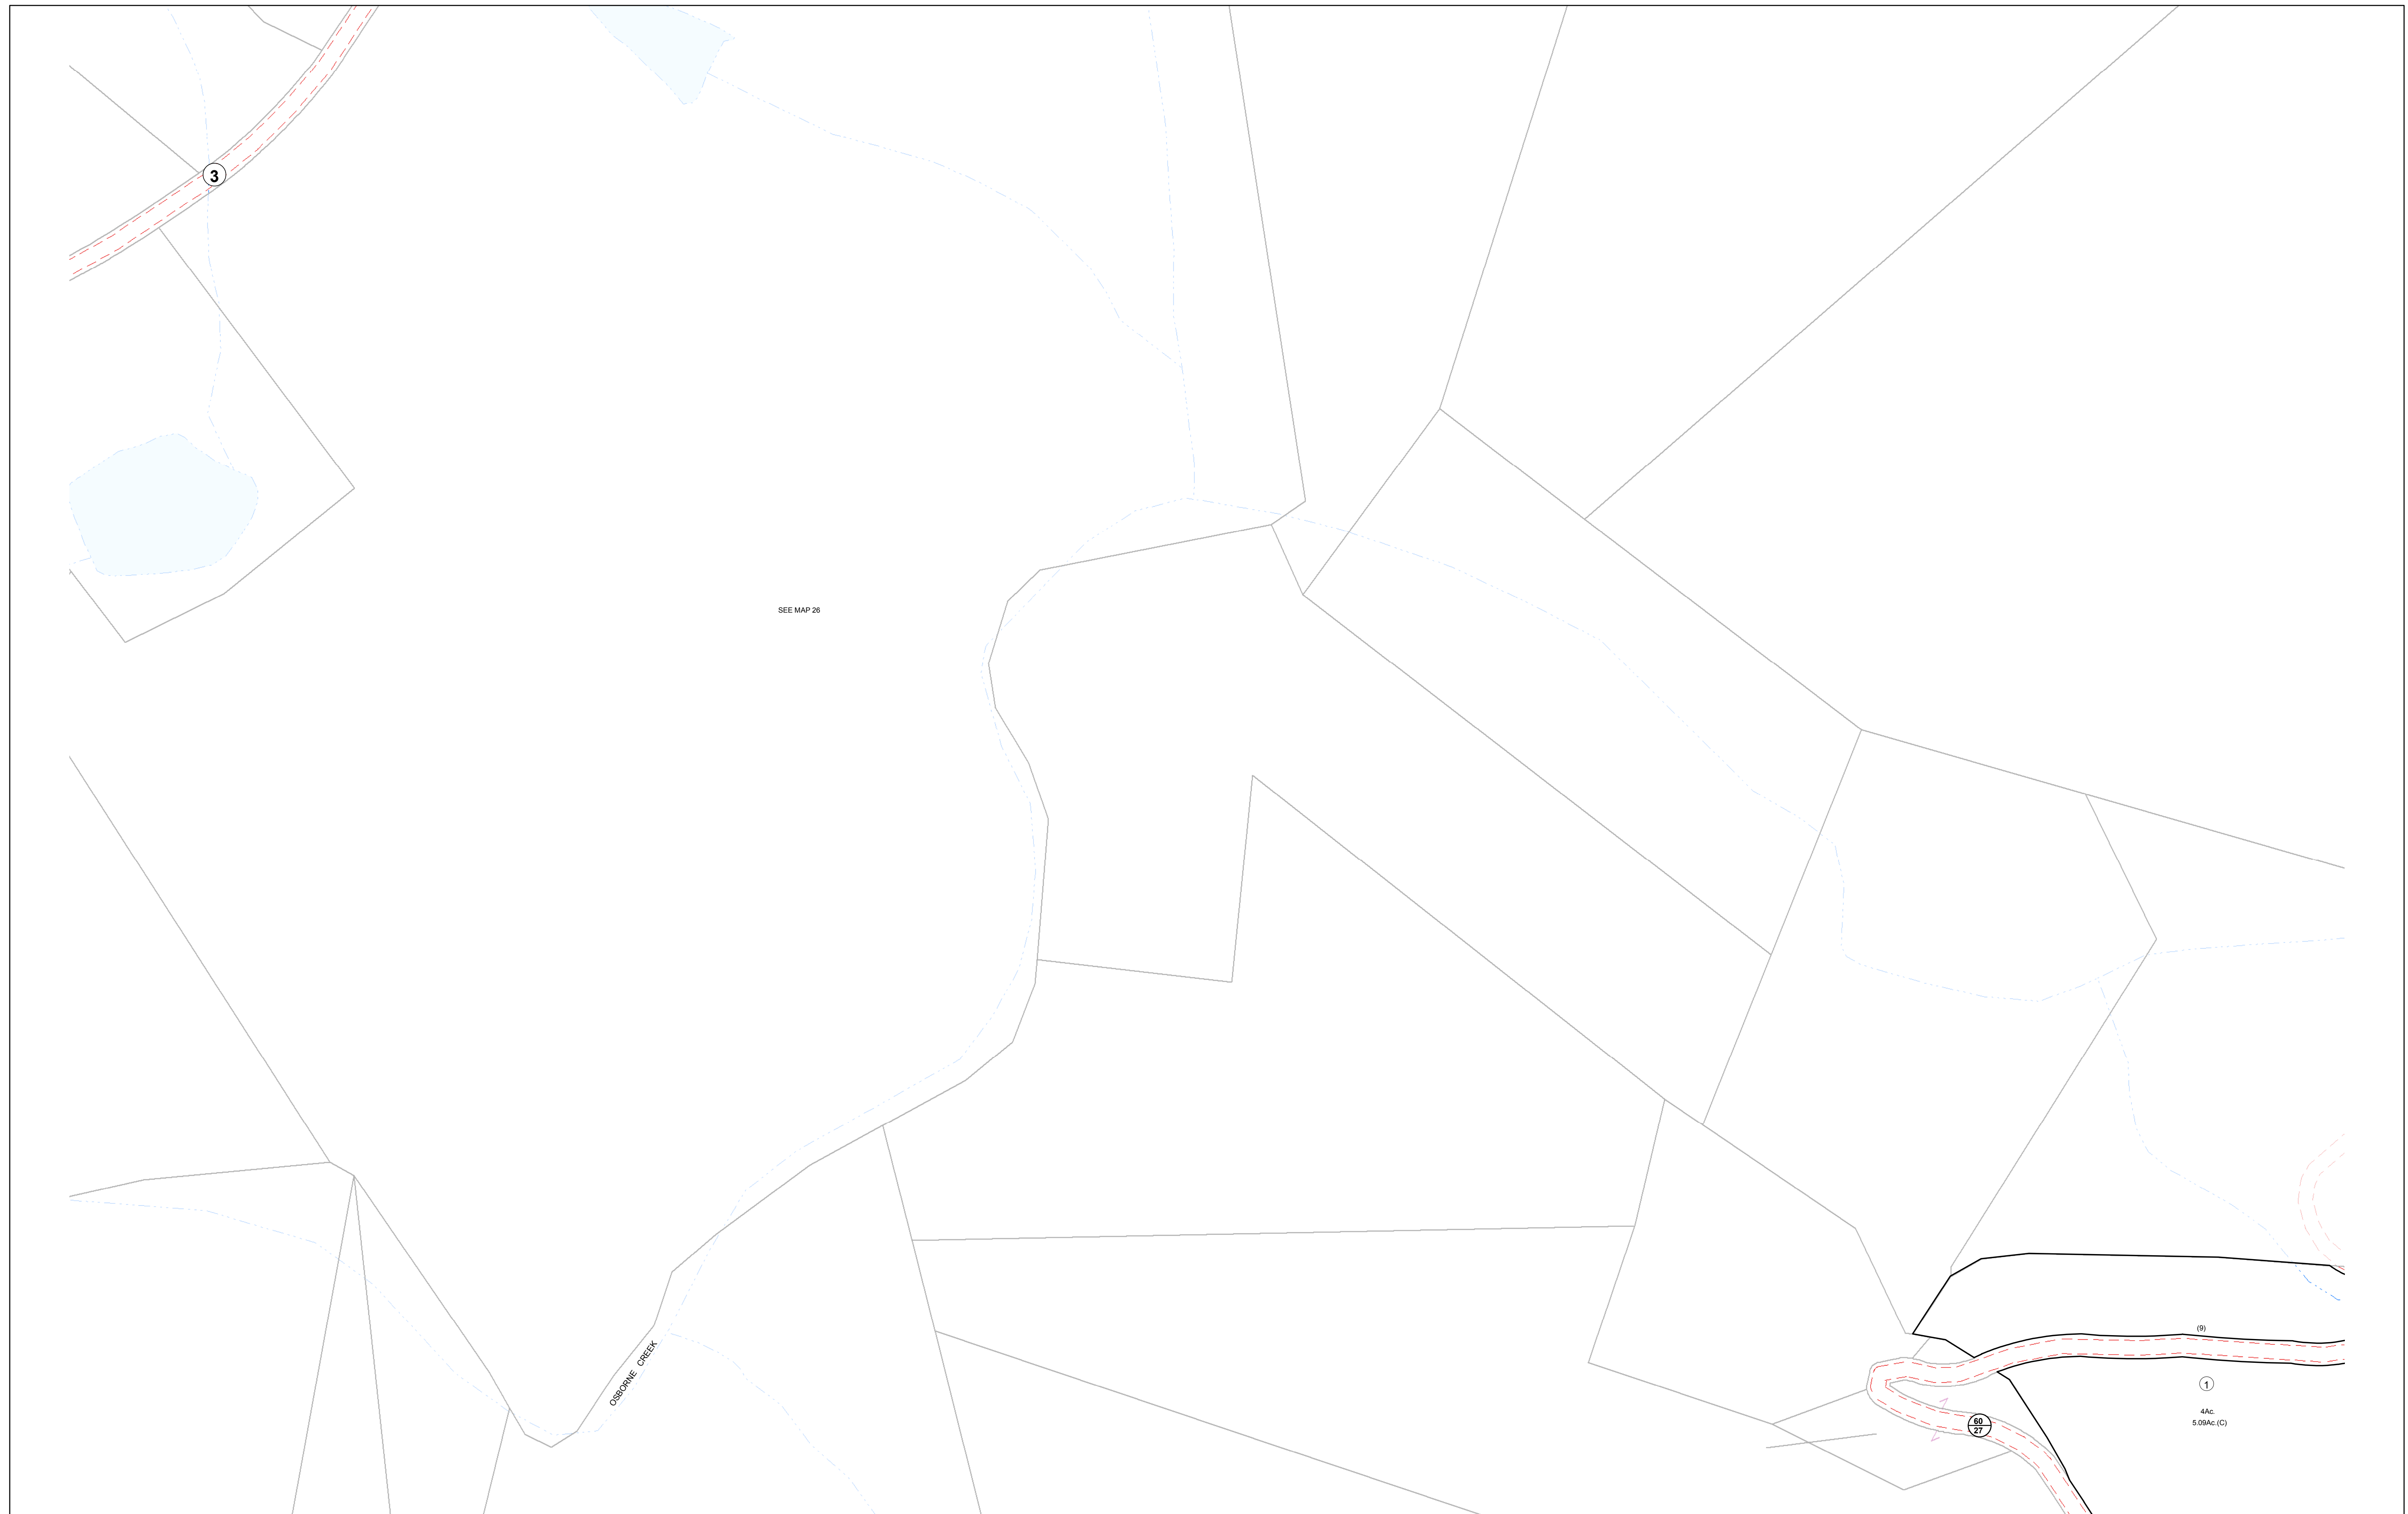 3
SEE MAP 26
OSBORNE CREEK
(9)
1
4Ac.
5.09Ac.(C)
60
27